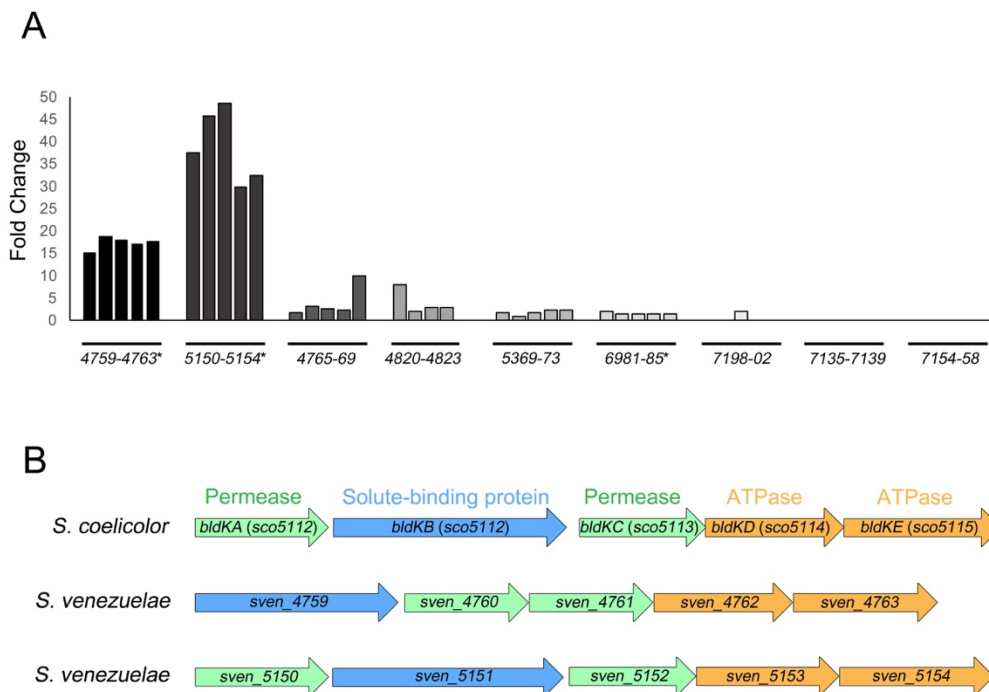 A
Fold Change
50
45
40
35
30
25
20
15
10
5
0
4759-4763* 5150-5154* 4765-69 4820-4823 5369-73 6981-85* 7198-02 7135-7139 7154-58
B
Permease Solute-binding protein Permease ATPase ATPase
S. coelicolor bldKA (sco5112) bldKB (sco5112) bldKC (sco5113) bldKD (sco5114) bldKE (sco5115)
S. venezuelae sven_4759 sven_4760 sven_4761 sven_4762 sven_4763
S. venezuelae sven_5150 sven_5151 sven_5152 sven_5153 sven_5154